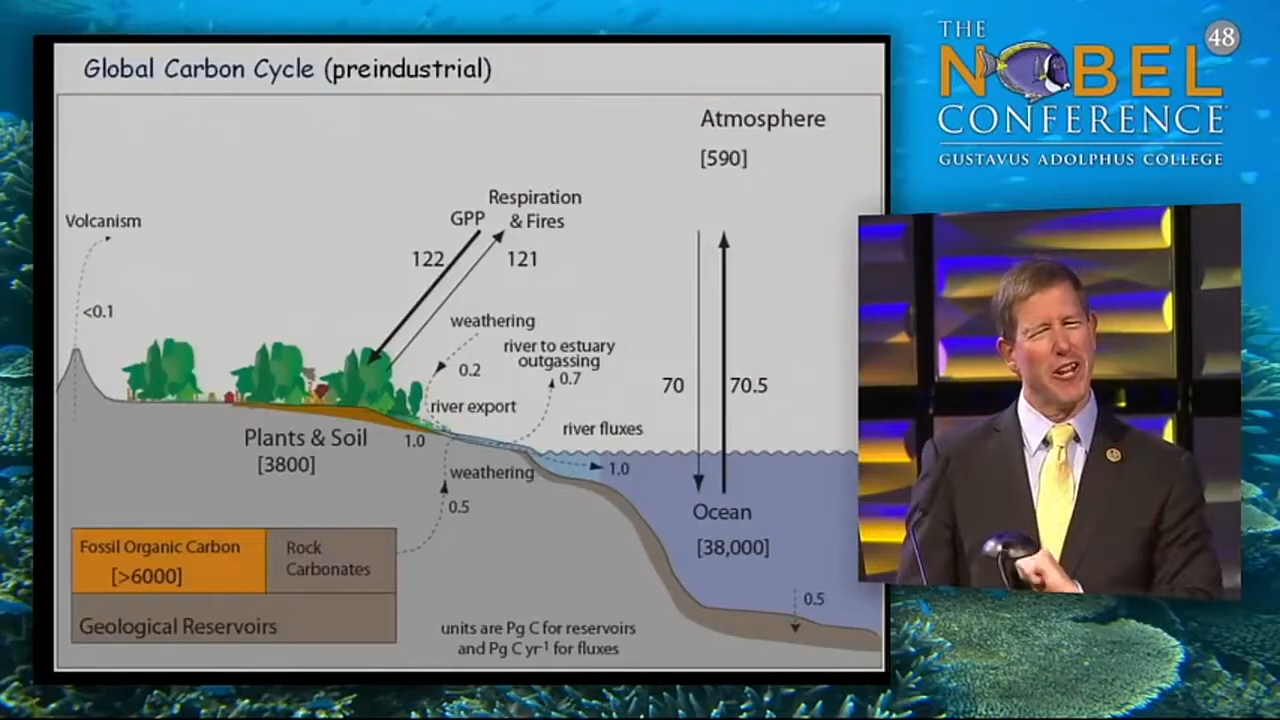 Global Carbon Cycle (preindustrial)
Atmosphere
[590]
Respiration
& Fires
GPP
Volcanism
122
121
<0.1
weathering
0.2
river to estuary
outgassing
0.7
70
70.5
river export
1.0
river fluxes
Plants & Soil
[3800]
weathering
1.0
0.5
Ocean
[38,000]
Fossil Organic Carbon
[>6000]
Rock
Carbonates
Geological Reservoirs
0.5
units are Pg C for reservoirs
and Pg C yr-1 for fluxes
THE
48
NOBEL
CONFERENCE
GUSTAVUS ADOLPHUS COLLEGE